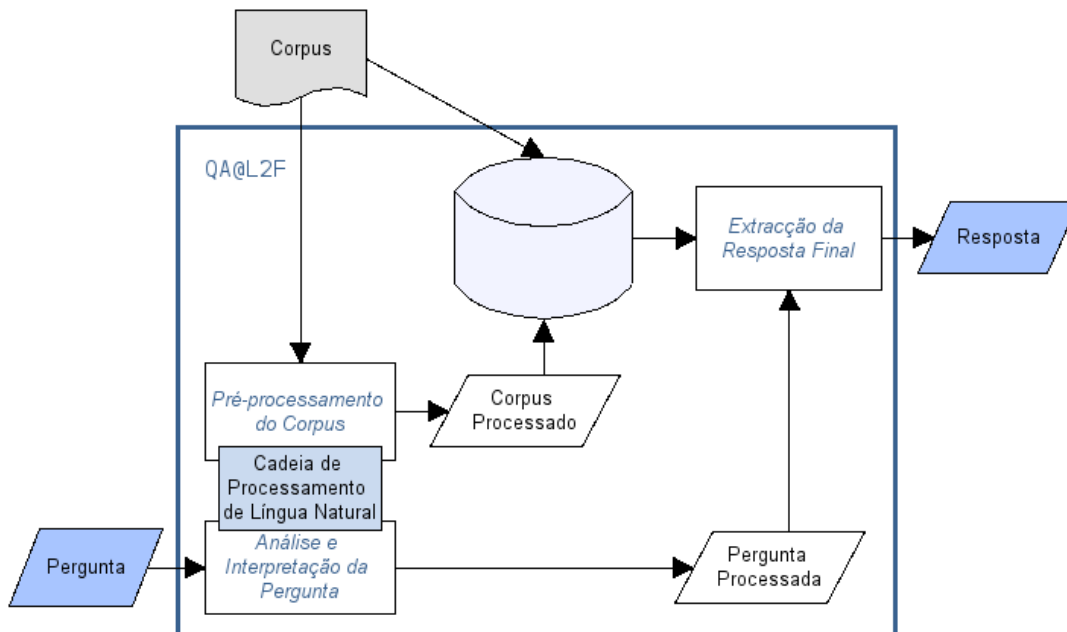 Corpus
QA@L2F
Extracção da
Resposta Final
Resposta
Pré-processamento
do Corpus
Corpus
Processado
Cadeia de
Processamento
de Língua Natural
Pergunta
Análise e
Interpretação da
Pergunta
Pergunta
Processada